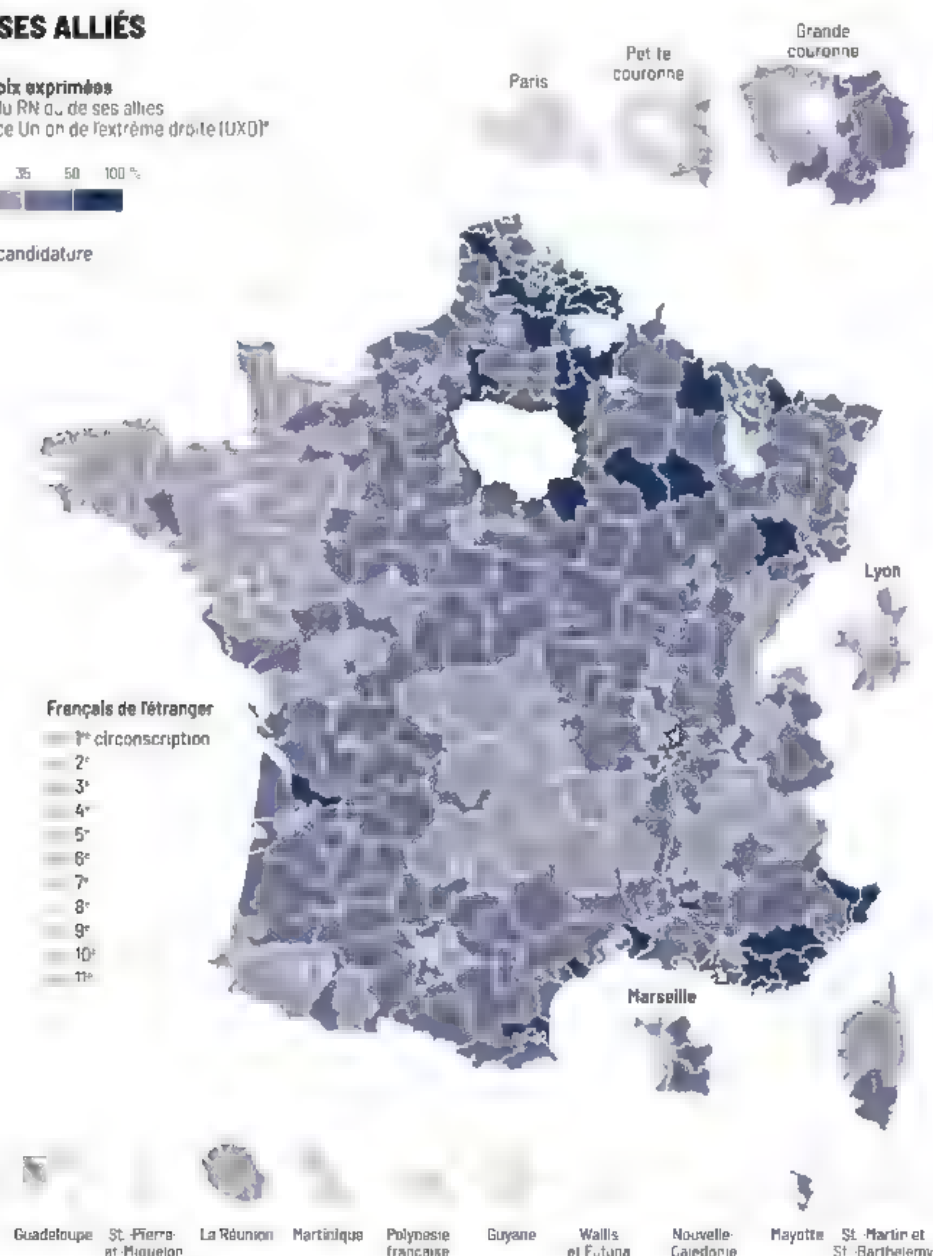 SES ALLIÉS
oix exprimées
du RN ou de ses alliés
ce Union de l'extrême droite (UXD)*
35 50 100 %
candidature
Paris
Petite
couronne
Grande
couronne
Lyon
Français de l'étranger
1re circonscription
2e
3e
4e
5e
6e
7e
8e
9e
10e
11e
Marseille
Guadeloupe
St-Pierre-
et-Miquelon
La Réunion
Martinique
Polynésie
française
Guyane
Wallis
et Futuna
Nouvelle-
Calédonie
Mayotte
St-Martin et
St-Barthélemy